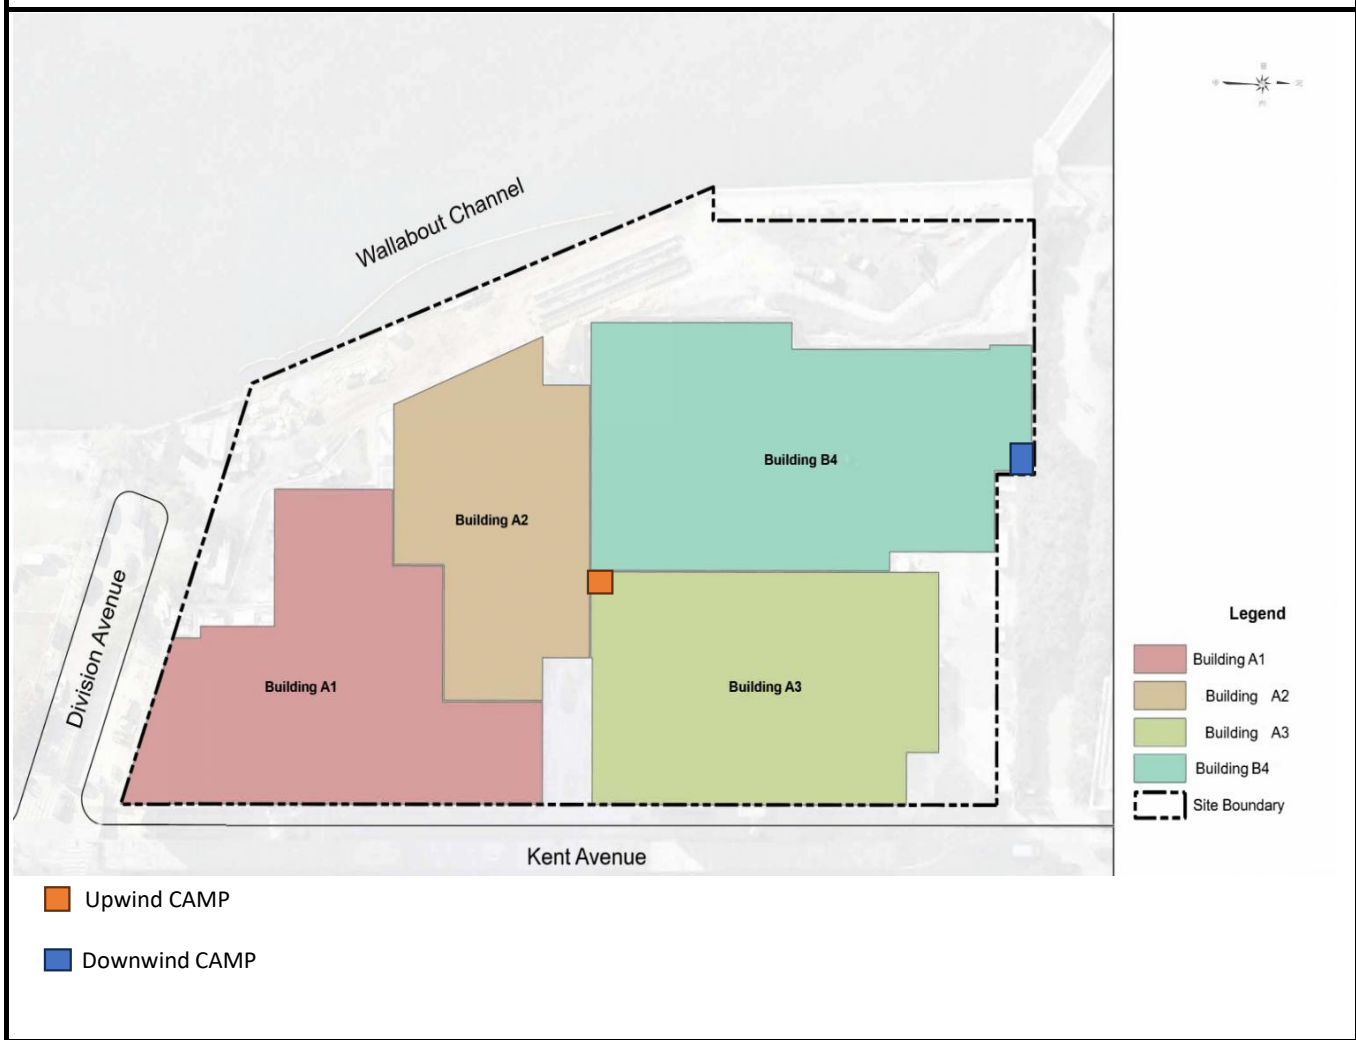 Wallabout Channel
Building B4
Building A2
Division Avenue
Building A1
Building A3
Kent Avenue
Legend
Building A1
Building A2
Building A3
Building B4
Site Boundary
Upwind CAMP
Downwind CAMP